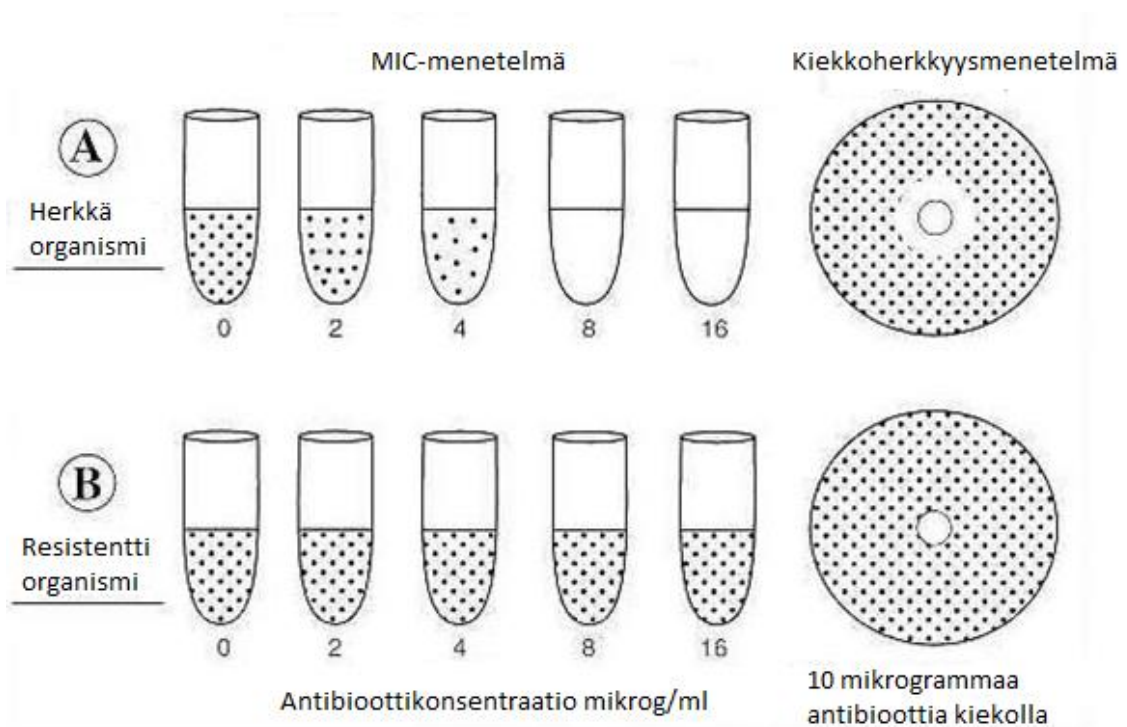 MIC-menetelmä
Kiekkoherkkyysmenetelmä
A
Herkkä
organismi
0 2 4 8 16
B
Resistentti
organismi
0 2 4 8 16
Antibioottikonsentraatio mikrog/ml
10 mikrogrammaa
antibioottia kiekolla